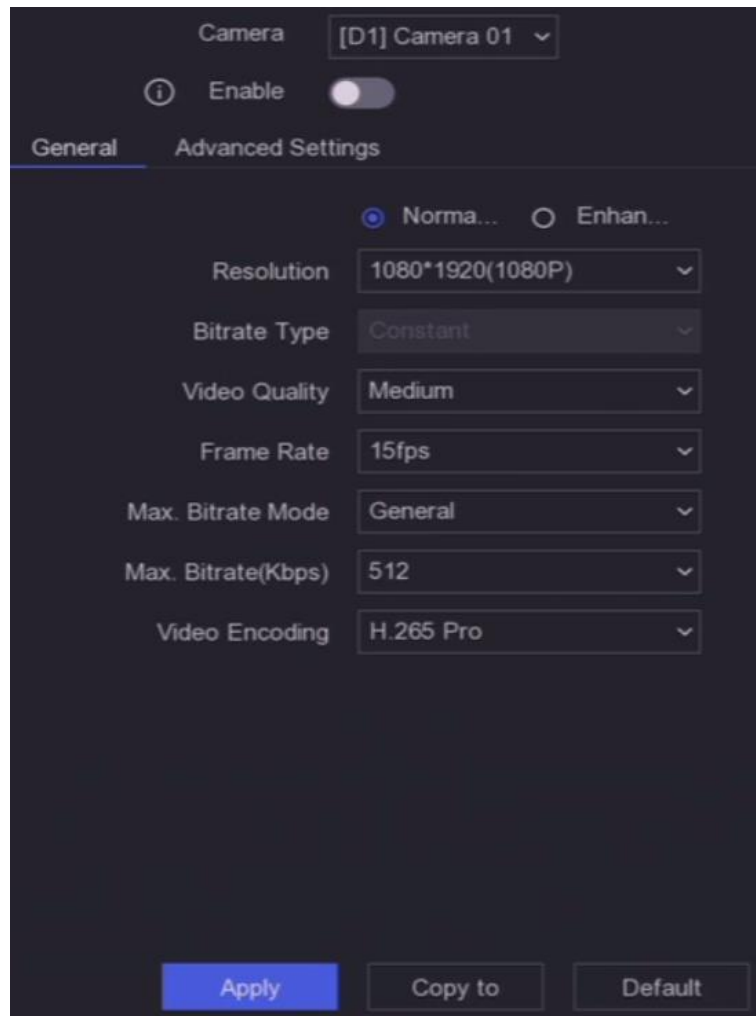 Camera [D1] Camera 01
Enable
General Advanced Settings
Norma... Enhan...
Resolution 1080*1920(1080P)
Bitrate Type Constant
Video Quality Medium
Frame Rate 15fps
Max. Bitrate Mode General
Max. Bitrate(Kbps) 512
Video Encoding H.265 Pro
Apply Copy to Default